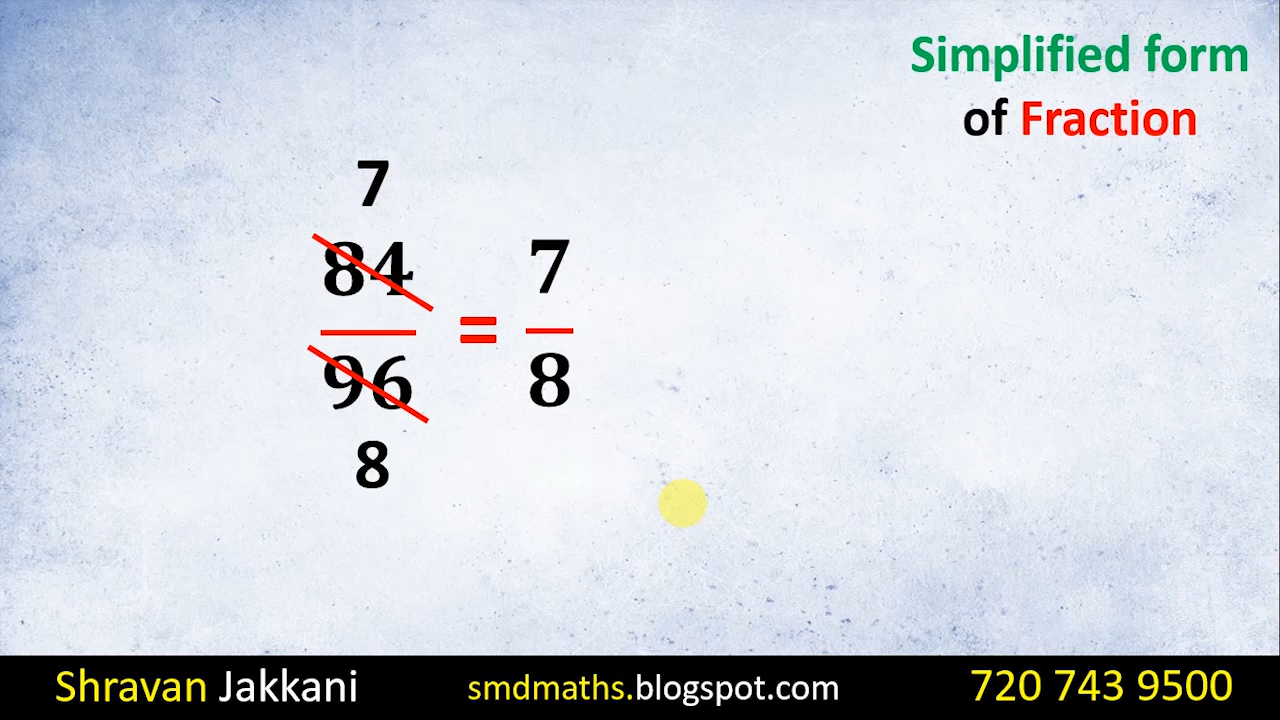 Simplified form
of Fraction
7
84
96
8
=
7
8
Shravan Jakkani
smdmaths.blogspot.com
720 743 9500